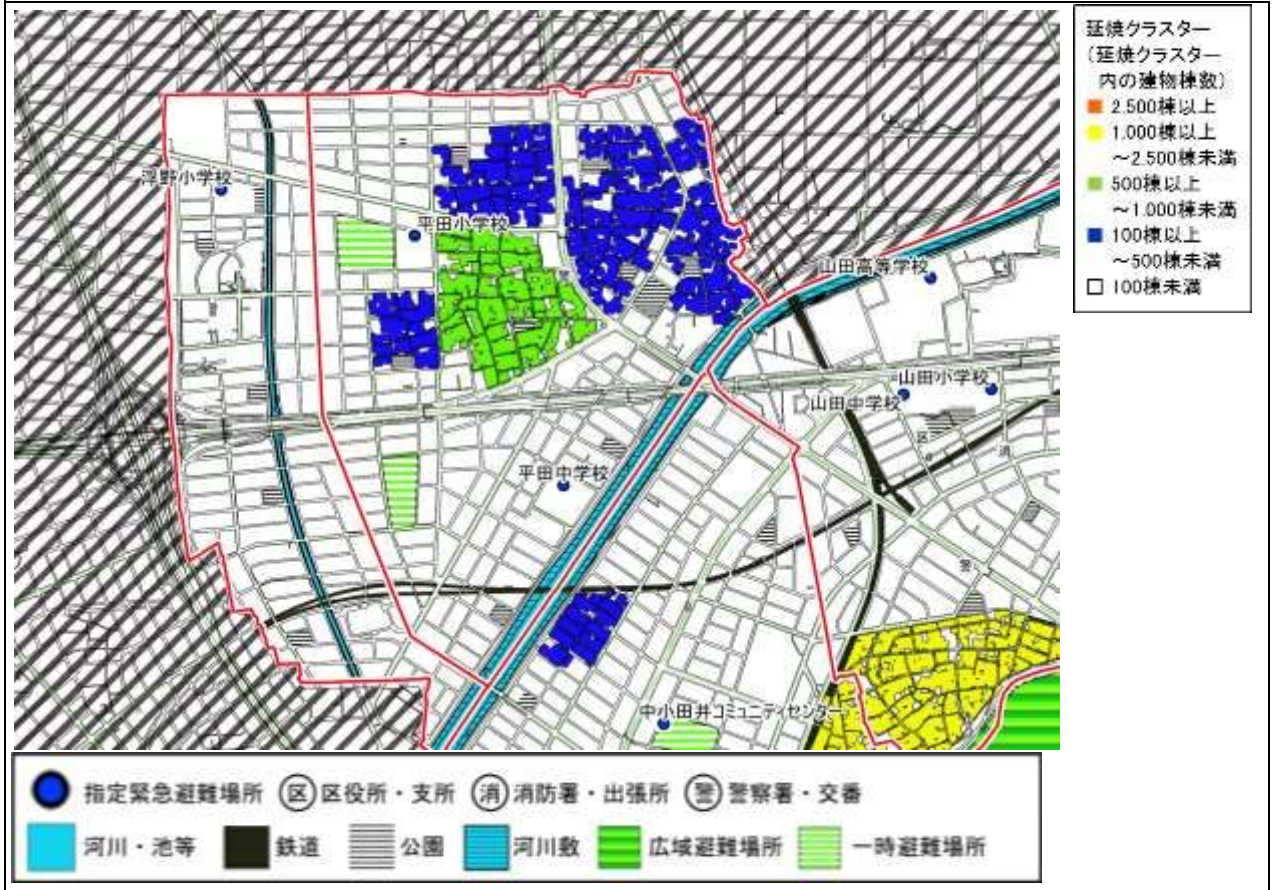 延焼クラスター
(延焼クラスター
内の建物棟数)
2,500棟以上
1,000棟以上
～2,500棟未満
500棟以上
～1,000棟未満
100棟以上
～500棟未満
100棟未満
浮野小学校
平田小学校
山田高等学校
山田小学校
山田中学校
区
消
平田中学校
警
中小田井コミュニティセンター
指定緊急避難場所 区 区役所・支所 消 消防署・出張所 警 警察署・交番
河川・池等 鉄道 公園 河川敷 広域避難場所 一時避難場所